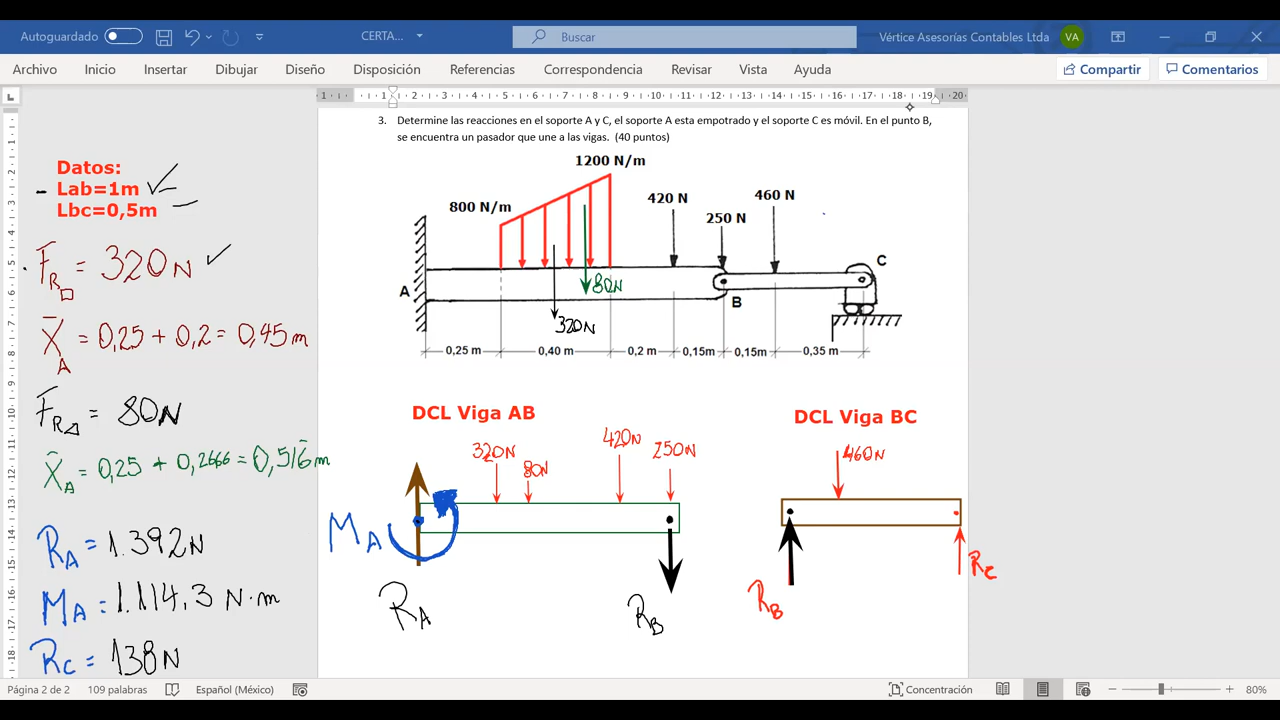 Autoguardado
CERTA...
Buscar
Vértice Asesorías Contables Ltda
VA
Archivo
Inicio
Insertar
Dibujar
Diseño
Disposición
Referencias
Correspondencia
Revisar
Vista
Ayuda
Compartir
Comentarios
3. Determine las reacciones en el soporte A y C, el soporte A esta empotrado y el soporte C es móvil. En el punto B,
se encuentra un pasador que une a las vigas. (40 puntos)
Datos:
Lab=1m
Lbc=0,5m
FR□ = 320N
X̄A = 0,25 + 0,2 = 0,45 m
FR⊿ = 80N
X̄A = 0,25 + 0,2666 = 0,516̄ m
RA = 1.392N
MA = 1.114,3 N·m
RC = 138N
1200 N/m
800 N/m
420 N
250 N
460 N
A
80N
320N
B
C
0,25 m
0,40 m
0,2 m
0,15m
0,15m
0,35 m
DCL Viga AB
320N
80N
420N
250N
MA
RA
RB
DCL Viga BC
460N
RB
RC
Página 2 de 2
109 palabras
Español (México)
Concentración
80%